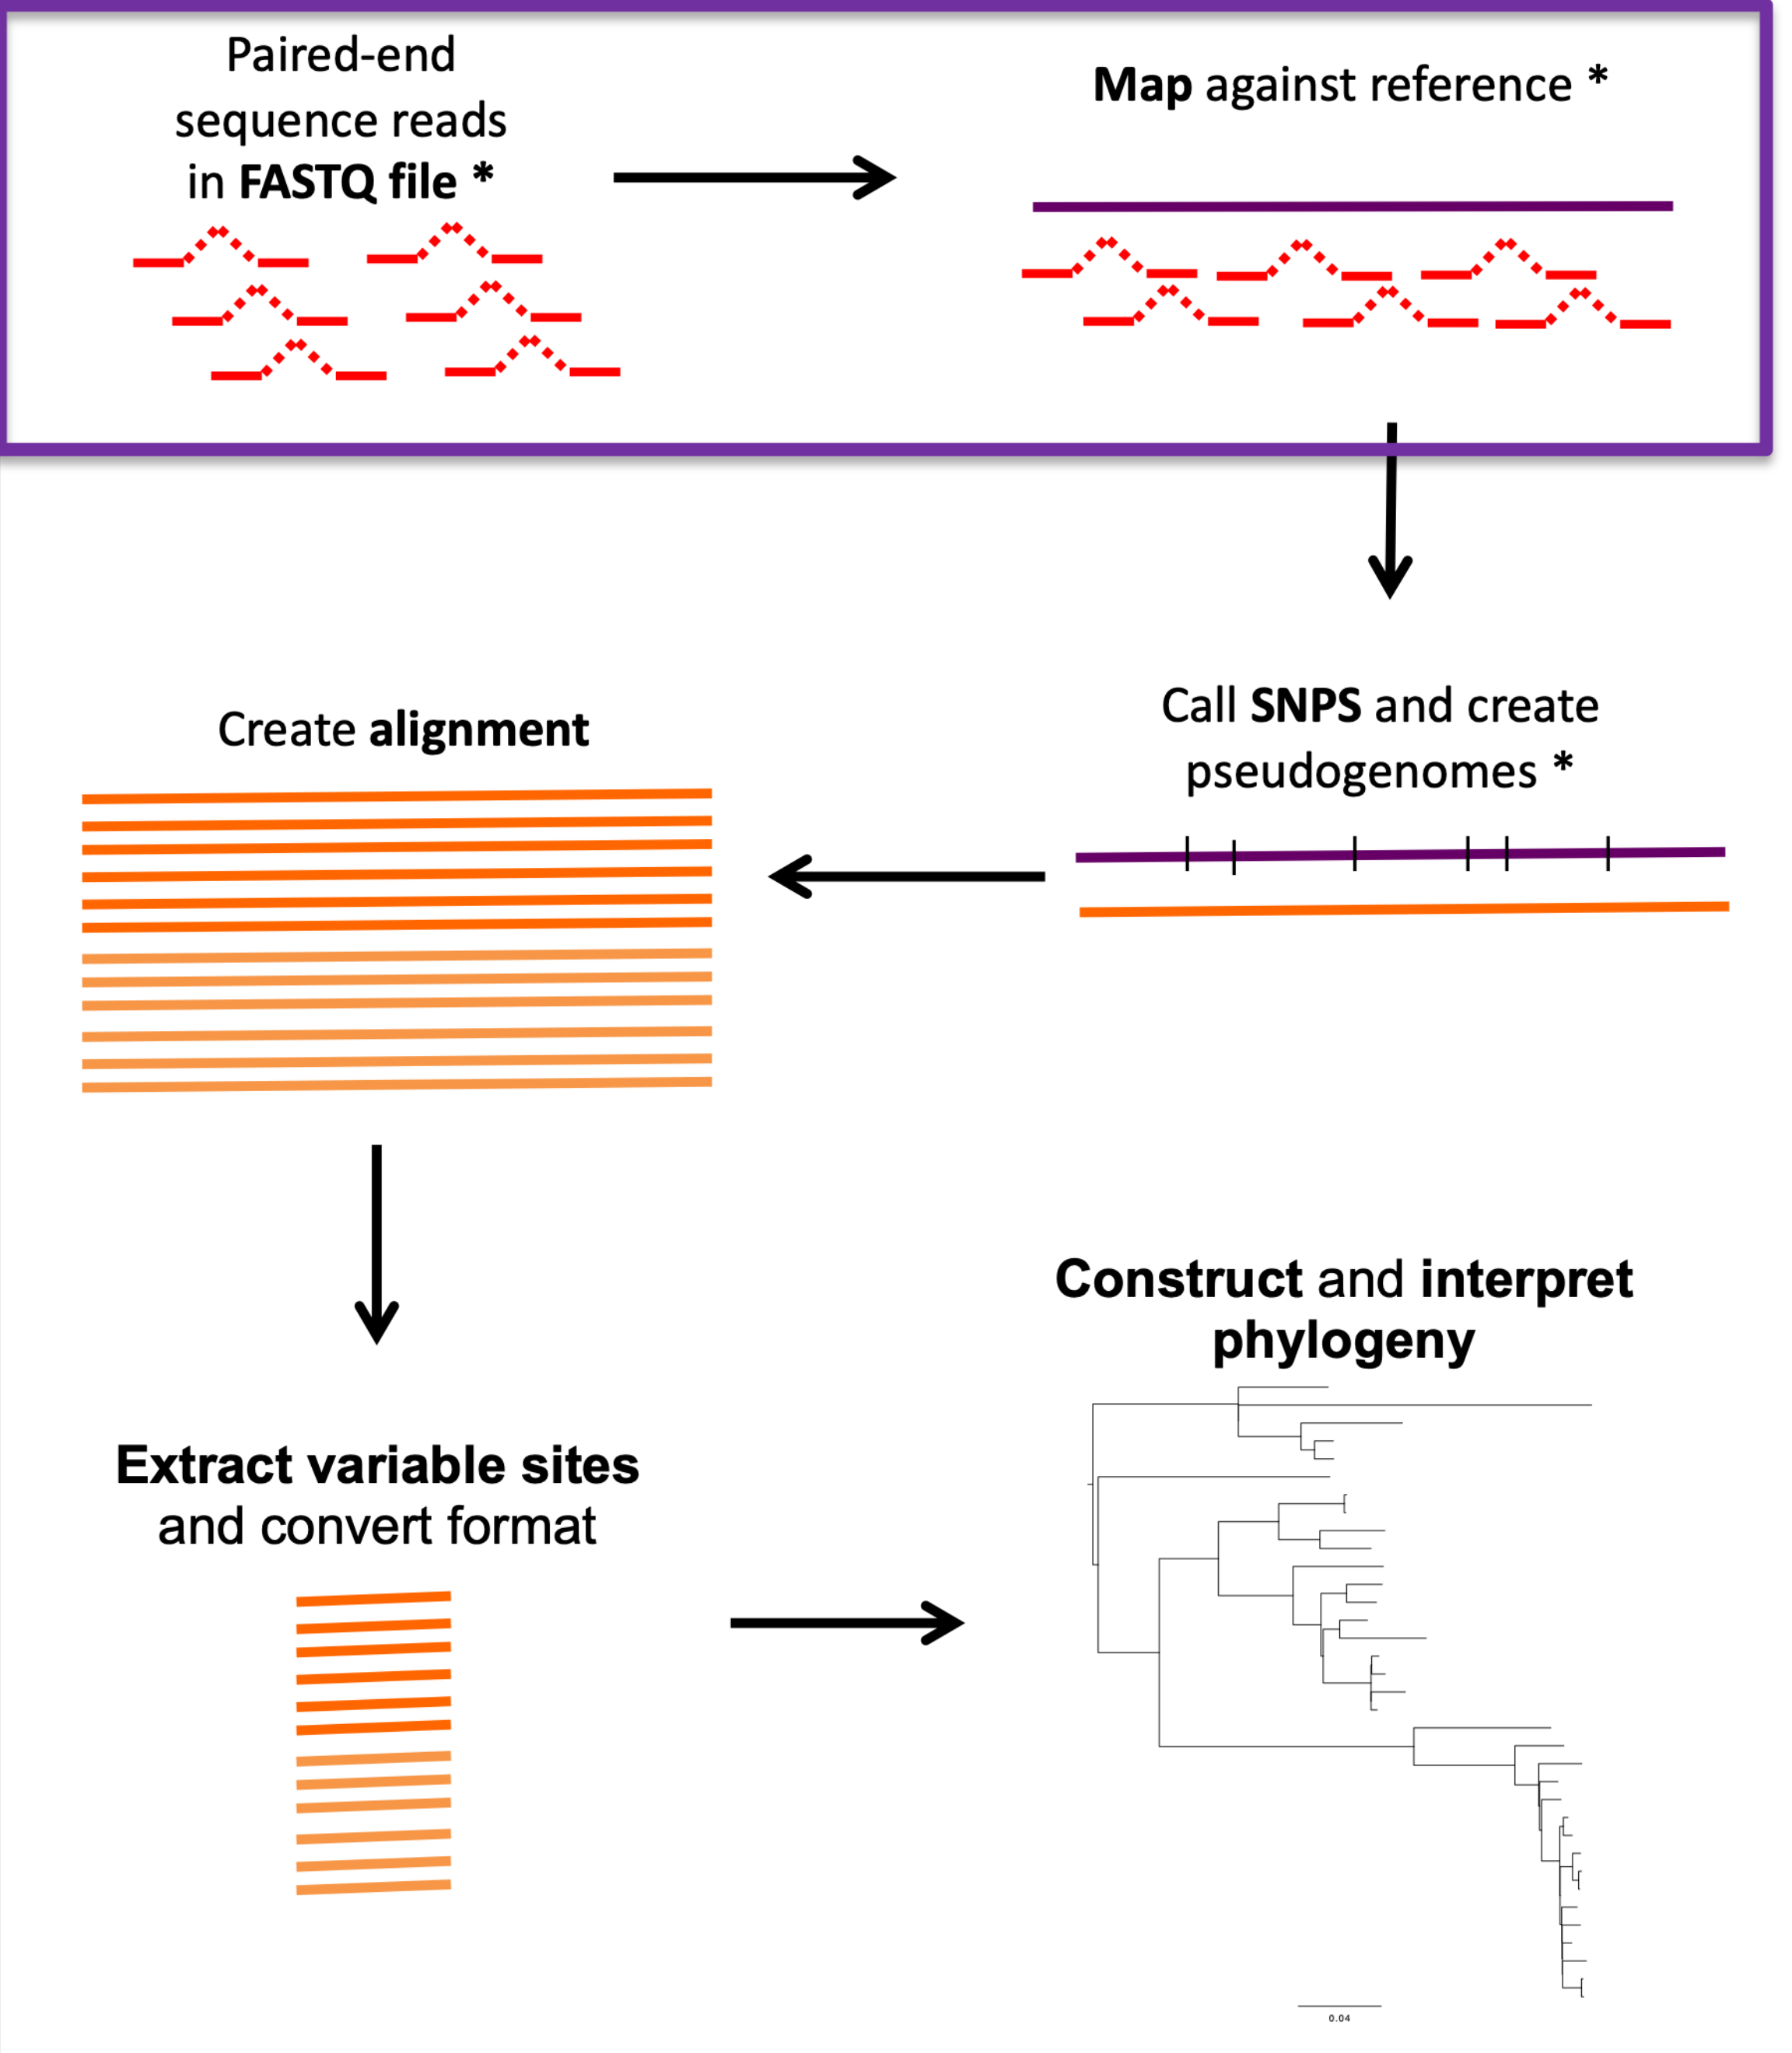 Paired-end
sequence reads
in FASTQ file *
Map against reference *
Call SNPS and create
pseudogenomes *
Create alignment
Extract variable sites
and convert format
Construct and interpret
phylogeny
0.04